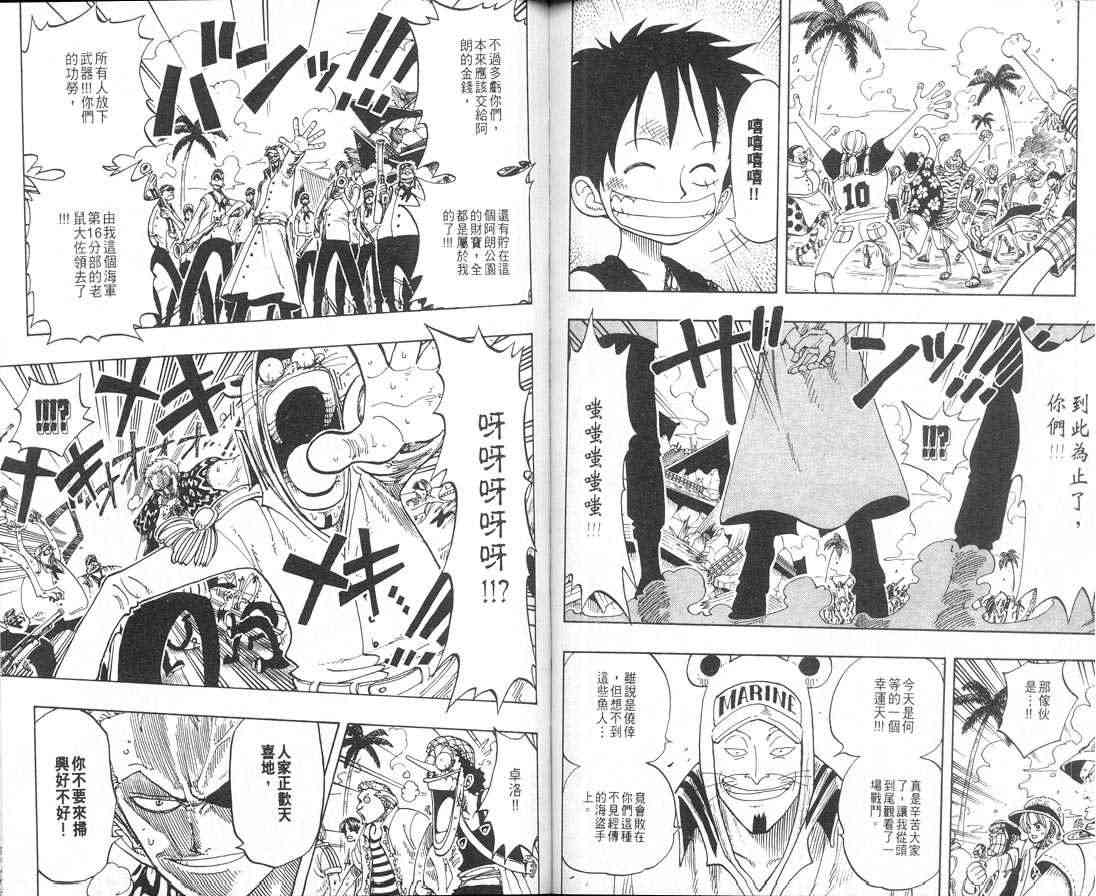 嘻嘻嘻嘻!!
到此為止了，
你們!!!
!!?
嗤嗤嗤嗤嗤!!!
那傢伙
是…!!
今天是何
等的一個
幸運天!!!
真是辛苦大家
了，讓我從頭
到尾觀看了一
場戰鬥。
MARINE
雖說是僥倖
，但想不到
這些魚人…
竟會敗在
你們這種
不見經傳
的海盜手
上。
10
不過多虧你們，
本來應該交給阿
朗的金錢，
還有貯在這
個阿朗公園
的財寶，全
都是屬於我
的了!!!
ドンッ!!
所有人放下
武器!!!你們
的功勞，
由我這個海軍
第16分部的老
鼠大佐領去了
!!!
呀呀呀呀呀!!?
メキメキ
メキッ
!!!?
卓洛!!
人家正歡天
喜地，
你不要來掃
興好不好!